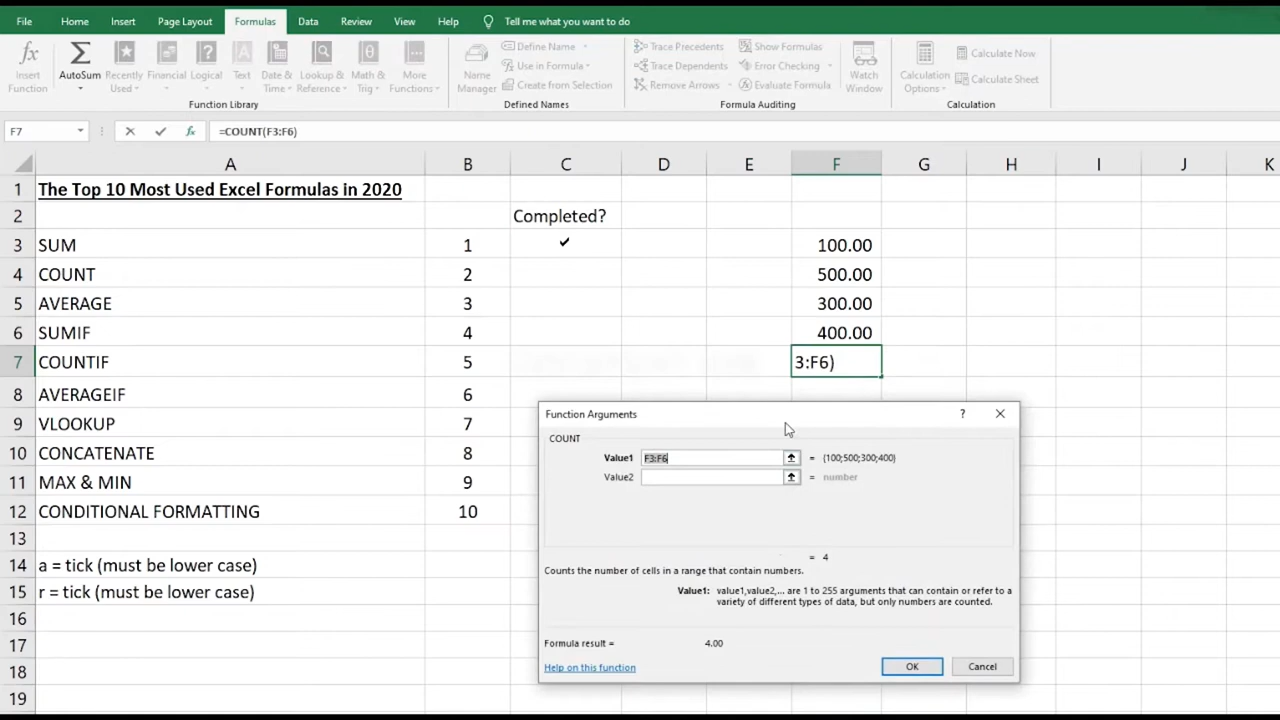 File Home Insert Page Layout Formulas Data Review View Help Tell me what you want to do
Insert Function
AutoSum
Recently Used
Financial
Logical
Text
Date & Time
Lookup & Reference
Math & Trig
More Functions
Function Library
Name Manager
Define Name
Use in Formula
Create from Selection
Defined Names
Trace Precedents
Trace Dependents
Remove Arrows
Show Formulas
Error Checking
Evaluate Formula
Formula Auditing
Watch Window
Calculation Options
Calculate Now
Calculate Sheet
Calculation
F7 fx =COUNT(F3:F6)
A B C D E F G H I J K
1 The Top 10 Most Used Excel Formulas in 2020
2 Completed?
3 SUM 1 ✔ 100.00
4 COUNT 2 500.00
5 AVERAGE 3 300.00
6 SUMIF 4 400.00
7 COUNTIF 5 3:F6)
8 AVERAGEIF 6
9 VLOOKUP 7
10 CONCATENATE 8
11 MAX & MIN 9
12 CONDITIONAL FORMATTING 10
13
14 a = tick (must be lower case)
15 r = tick (must be lower case)
16
17
18
19
Function Arguments ?
COUNT
Value1 F3:F6 = {100;500;300;400}
Value2 = number
= 4
Counts the number of cells in a range that contain numbers.
Value1: value1,value2,... are 1 to 255 arguments that can contain or refer to a
variety of different types of data, but only numbers are counted.
Formula result = 4.00
Help on this function OK Cancel